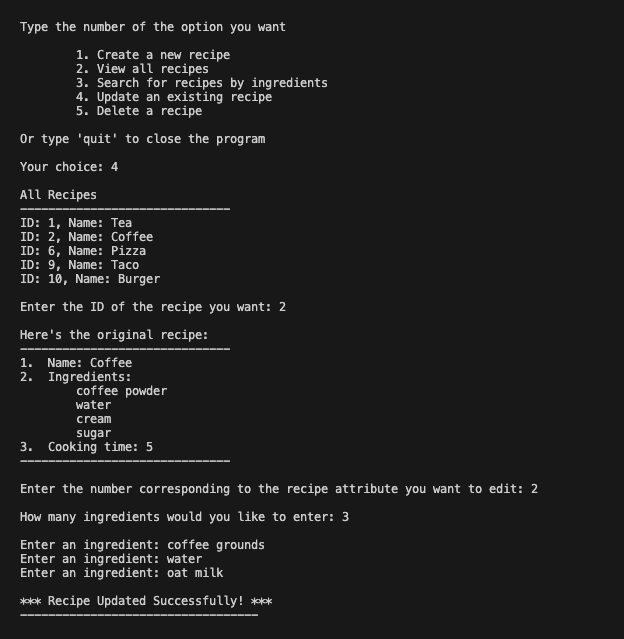 Type the number of the option you want
1. Create a new recipe
2. View all recipes
3. Search for recipes by ingredients
4. Update an existing recipe
5. Delete a recipe
Or type 'quit' to close the program
Your choice: 4
All Recipes
------------------------------
ID: 1, Name: Tea
ID: 2, Name: Coffee
ID: 6, Name: Pizza
ID: 9, Name: Taco
ID: 10, Name: Burger
Enter the ID of the recipe you want: 2
Here's the original recipe:
------------------------------
1.  Name: Coffee
2.  Ingredients:
coffee powder
water
cream
sugar
3.  Cooking time: 5
------------------------------
Enter the number corresponding to the recipe attribute you want to edit: 2
How many ingredients would you like to enter: 3
Enter an ingredient: coffee grounds
Enter an ingredient: water
Enter an ingredient: oat milk
*** Recipe Updated Successfully! ***
----------------------------------